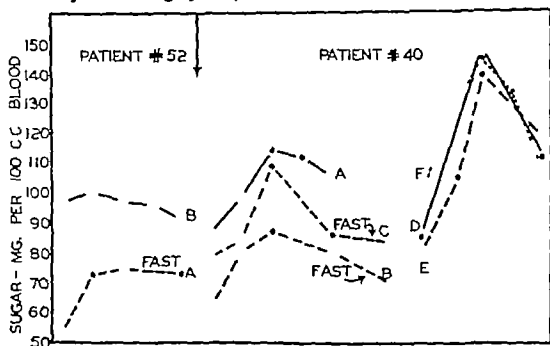 SUGAR - MG. PER 100 CC BLOOD
150
140
130
120
110
100
90
80
70
60
50
PATIENT #52
PATIENT #40
B
FAST
A
A
FAST
C
FAST
B
F
D
E